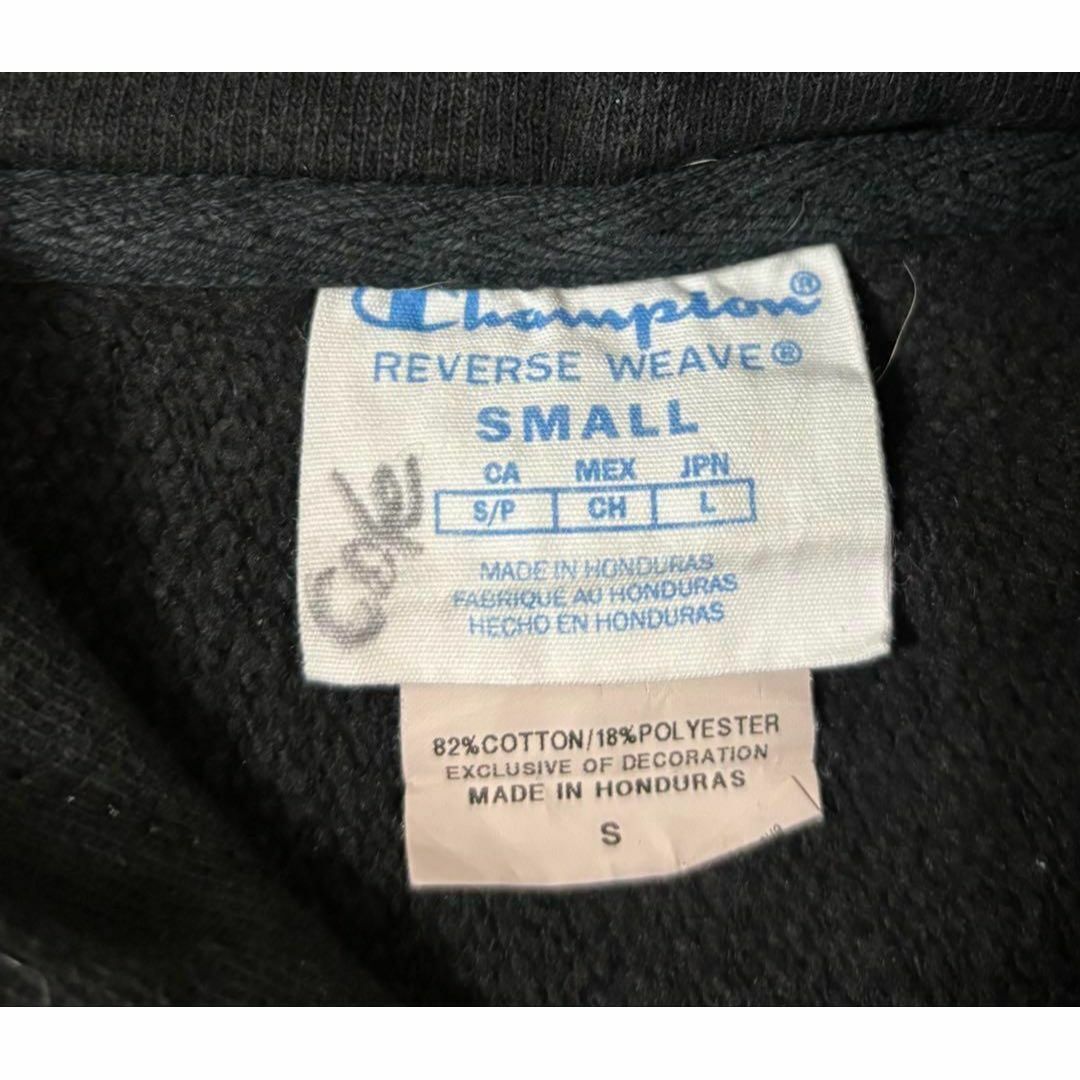 Champion®
REVERSE WEAVE®
SMALL
CA MEX JPN
S/P CH L
MADE IN HONDURAS
FABRIQUE AU HONDURAS
HECHO EN HONDURAS
82%COTTON/18%POLYESTER
EXCLUSIVE OF DECORATION
MADE IN HONDURAS
S